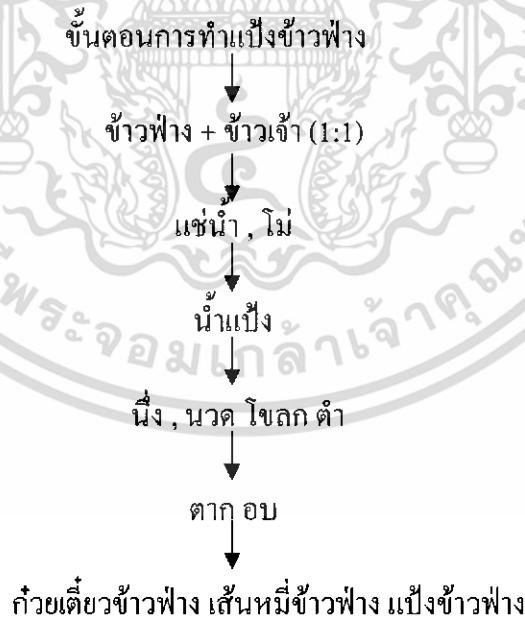 ขั้นตอนการทำแป้งข้าวฟ่าง
ข้าวฟ่าง + ข้าวเจ้า (1:1)
แช่น้ำ , โม่
น้ำแป้ง
นึ่ง , นวด โขลก ตำ
ตาก อบ
ก๋วยเตี๋ยวข้าวฟ่าง เส้นหมี่ข้าวฟ่าง แป้งข้าวฟ่าง